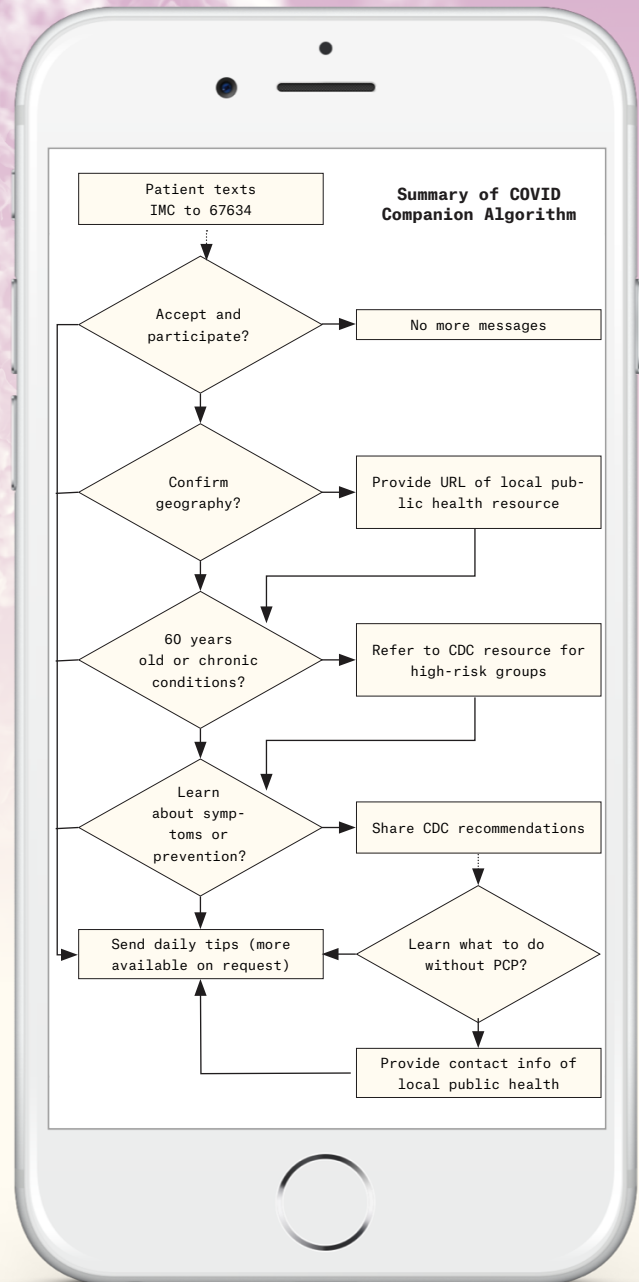 Patient texts
IMC to 67634
Summary of COVID
Companion Algorithm
Accept and
participate?
No more messages
Confirm
geography?
Provide URL of local pub-
lic health resource
60 years
old or chronic
conditions?
Refer to CDC resource for
high-risk groups
Learn
about symp-
toms or
prevention?
Share CDC recommendations
Send daily tips (more
available on request)
Learn what to do
without PCP?
Provide contact info of
local public health